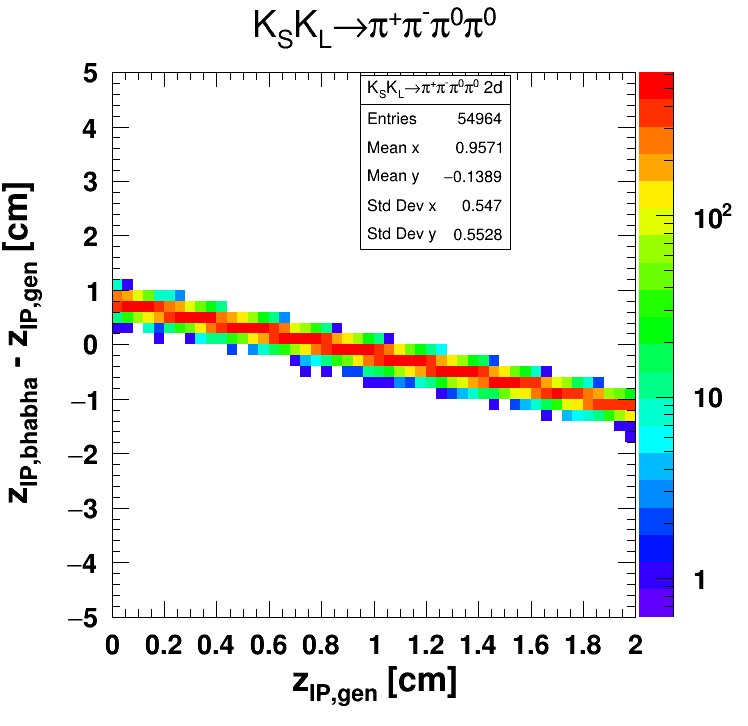 K_SK_L→π⁺π⁻π⁰π⁰
K_SK_L→π⁺π⁻π⁰π⁰ 2d
Entries 54964
Mean x 0.9571
Mean y −0.1389
Std Dev x 0.547
Std Dev y 0.5528
z_IP,bhabha - z_IP,gen [cm]
5
4
3
2
1
0
−1
−2
−3
−4
−5
10²
10
1
0 0.2 0.4 0.6 0.8 1 1.2 1.4 1.6 1.8 2
z_IP,gen [cm]